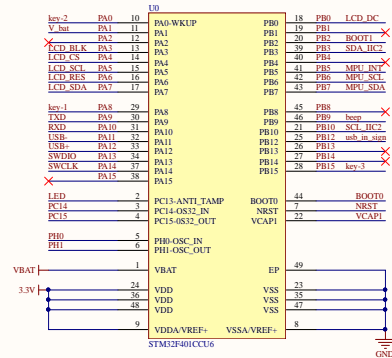 U0
key-2 PA0 10 PA0-WKUP PB0 18 PB0 LCD_DC
V_bat PA1 11 PA1 PB1 19 PB1
PA2 12 PA2 PB2 20 PB2 BOOT1
LCD_BLK PA3 13 PA3 PB3 39 PB3 SDA_IIC2
LCD_CS PA4 14 PA4 PB4 40 PB4
LCD_SCL PA5 15 PA5 PB5 41 PB5 MPU_INT
LCD_RES PA6 16 PA6 PB6 42 PB6 MPU_SCL
LCD_SDA PA7 17 PA7 PB7 43 PB7 MPU_SDA
key-1 PA8 29 PA8 PB8 45 PB8
TXD PA9 30 PA9 PB9 46 PB9 beep
RXD PA10 31 PA10 PB10 21 PB10 SCL_IIC2
USB- PA11 32 PA11 PB12 25 PB12 usb_in_sign
USB+ PA12 33 PA12 PB13 26 PB13
SWDIO PA13 34 PA13 PB14 27 PB14
SWCLK PA14 37 PA14 PB15 28 PB15 key-3
PA15 38 PA15
LED 2 PC13-ANTI_TAMP BOOT0 44 BOOT0
PC14 3 PC14-OS32_IN NRST 7 NRST
PC15 4 PC15-0S32_OUT VCAP1 22 VCAP1
PH0 5 PH0-OSC_IN
PH1 6 PH1-OSC_OUT
VBAT 1 VBAT EP 49
3.3V 24 VDD VSS 23
36 VDD VSS 35
48 VDD VSS 47
9 VDDA/VREF+ VSSA/VREF+ 8
STM32F401CCU6
GND